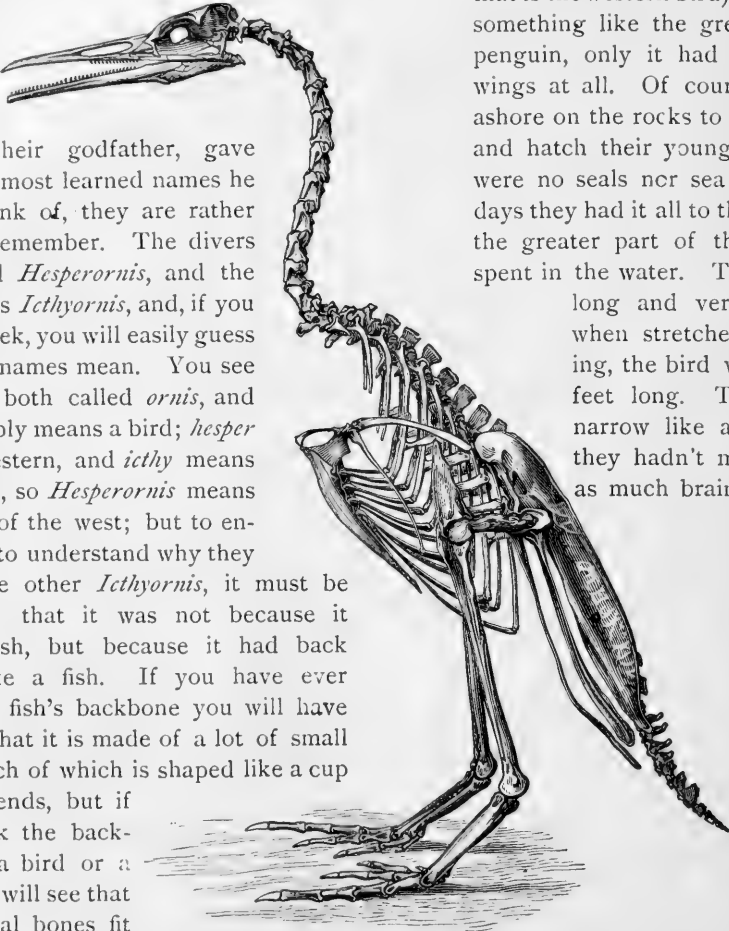 heir godfather, gave
most learned names he
nk of, they are rather
emember. The divers
l Hesperornis, and the
s Icthyornis, and, if you
ek, you will easily guess
names mean. You see
both called ornis, and
ply means a bird; hesper
estern, and icthy means
, so Hesperornis means
of the west; but to en-
to understand why they
e other Icthyornis, it must be
that it was not because it
sh, but because it had back
ke a fish. If you have ever
fish's backbone you will have
hat it is made of a lot of small
ch of which is shaped like a cup
ends, but if
k the back-
a bird or a
will see that
al bones fit
something like the gre
penguin, only it had
wings at all. Of cour
ashore on the rocks to
and hatch their young
were no seals nor sea
days they had it all to th
the greater part of th
spent in the water. T
long and ver
when stretche
ing, the bird w
feet long. T
narrow like a
they hadn't m
as much brain